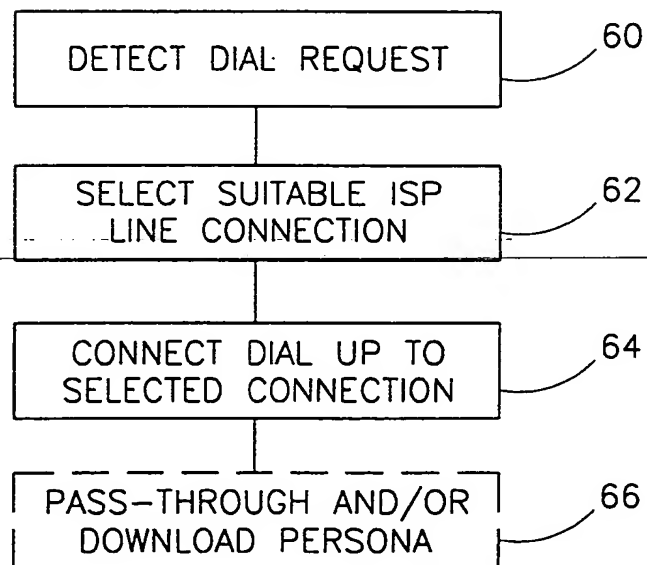 DETECT DIAL REQUEST
60
SELECT SUITABLE ISP
LINE CONNECTION
62
CONNECT DIAL UP TO
SELECTED CONNECTION
64
PASS-THROUGH AND/OR
DOWNLOAD PERSONA
66